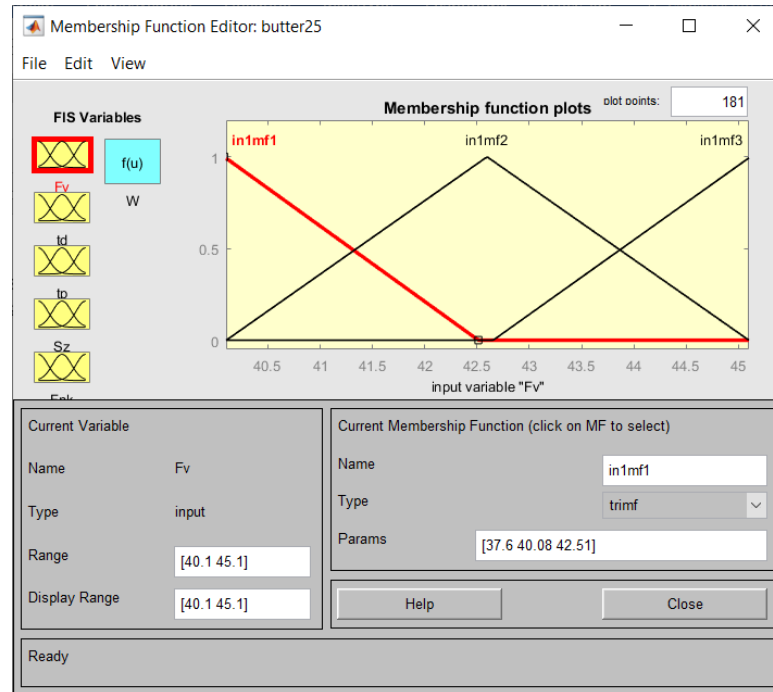 Membership Function Editor: butter25
File Edit View
FIS Variables
Membership function plots
plot points:
181
f(u)
W
Fv
td
tp
Sz
in1mf1
in1mf2
in1mf3
1
0.5
0
40.5 41 41.5 42 42.5 43 43.5 44 44.5 45
input variable "Fv"
Current Variable
Name Fv
Type input
Range [40.1 45.1]
Display Range [40.1 45.1]
Current Membership Function (click on MF to select)
Name in1mf1
Type trimf
Params [37.6 40.08 42.51]
Help Close
Ready